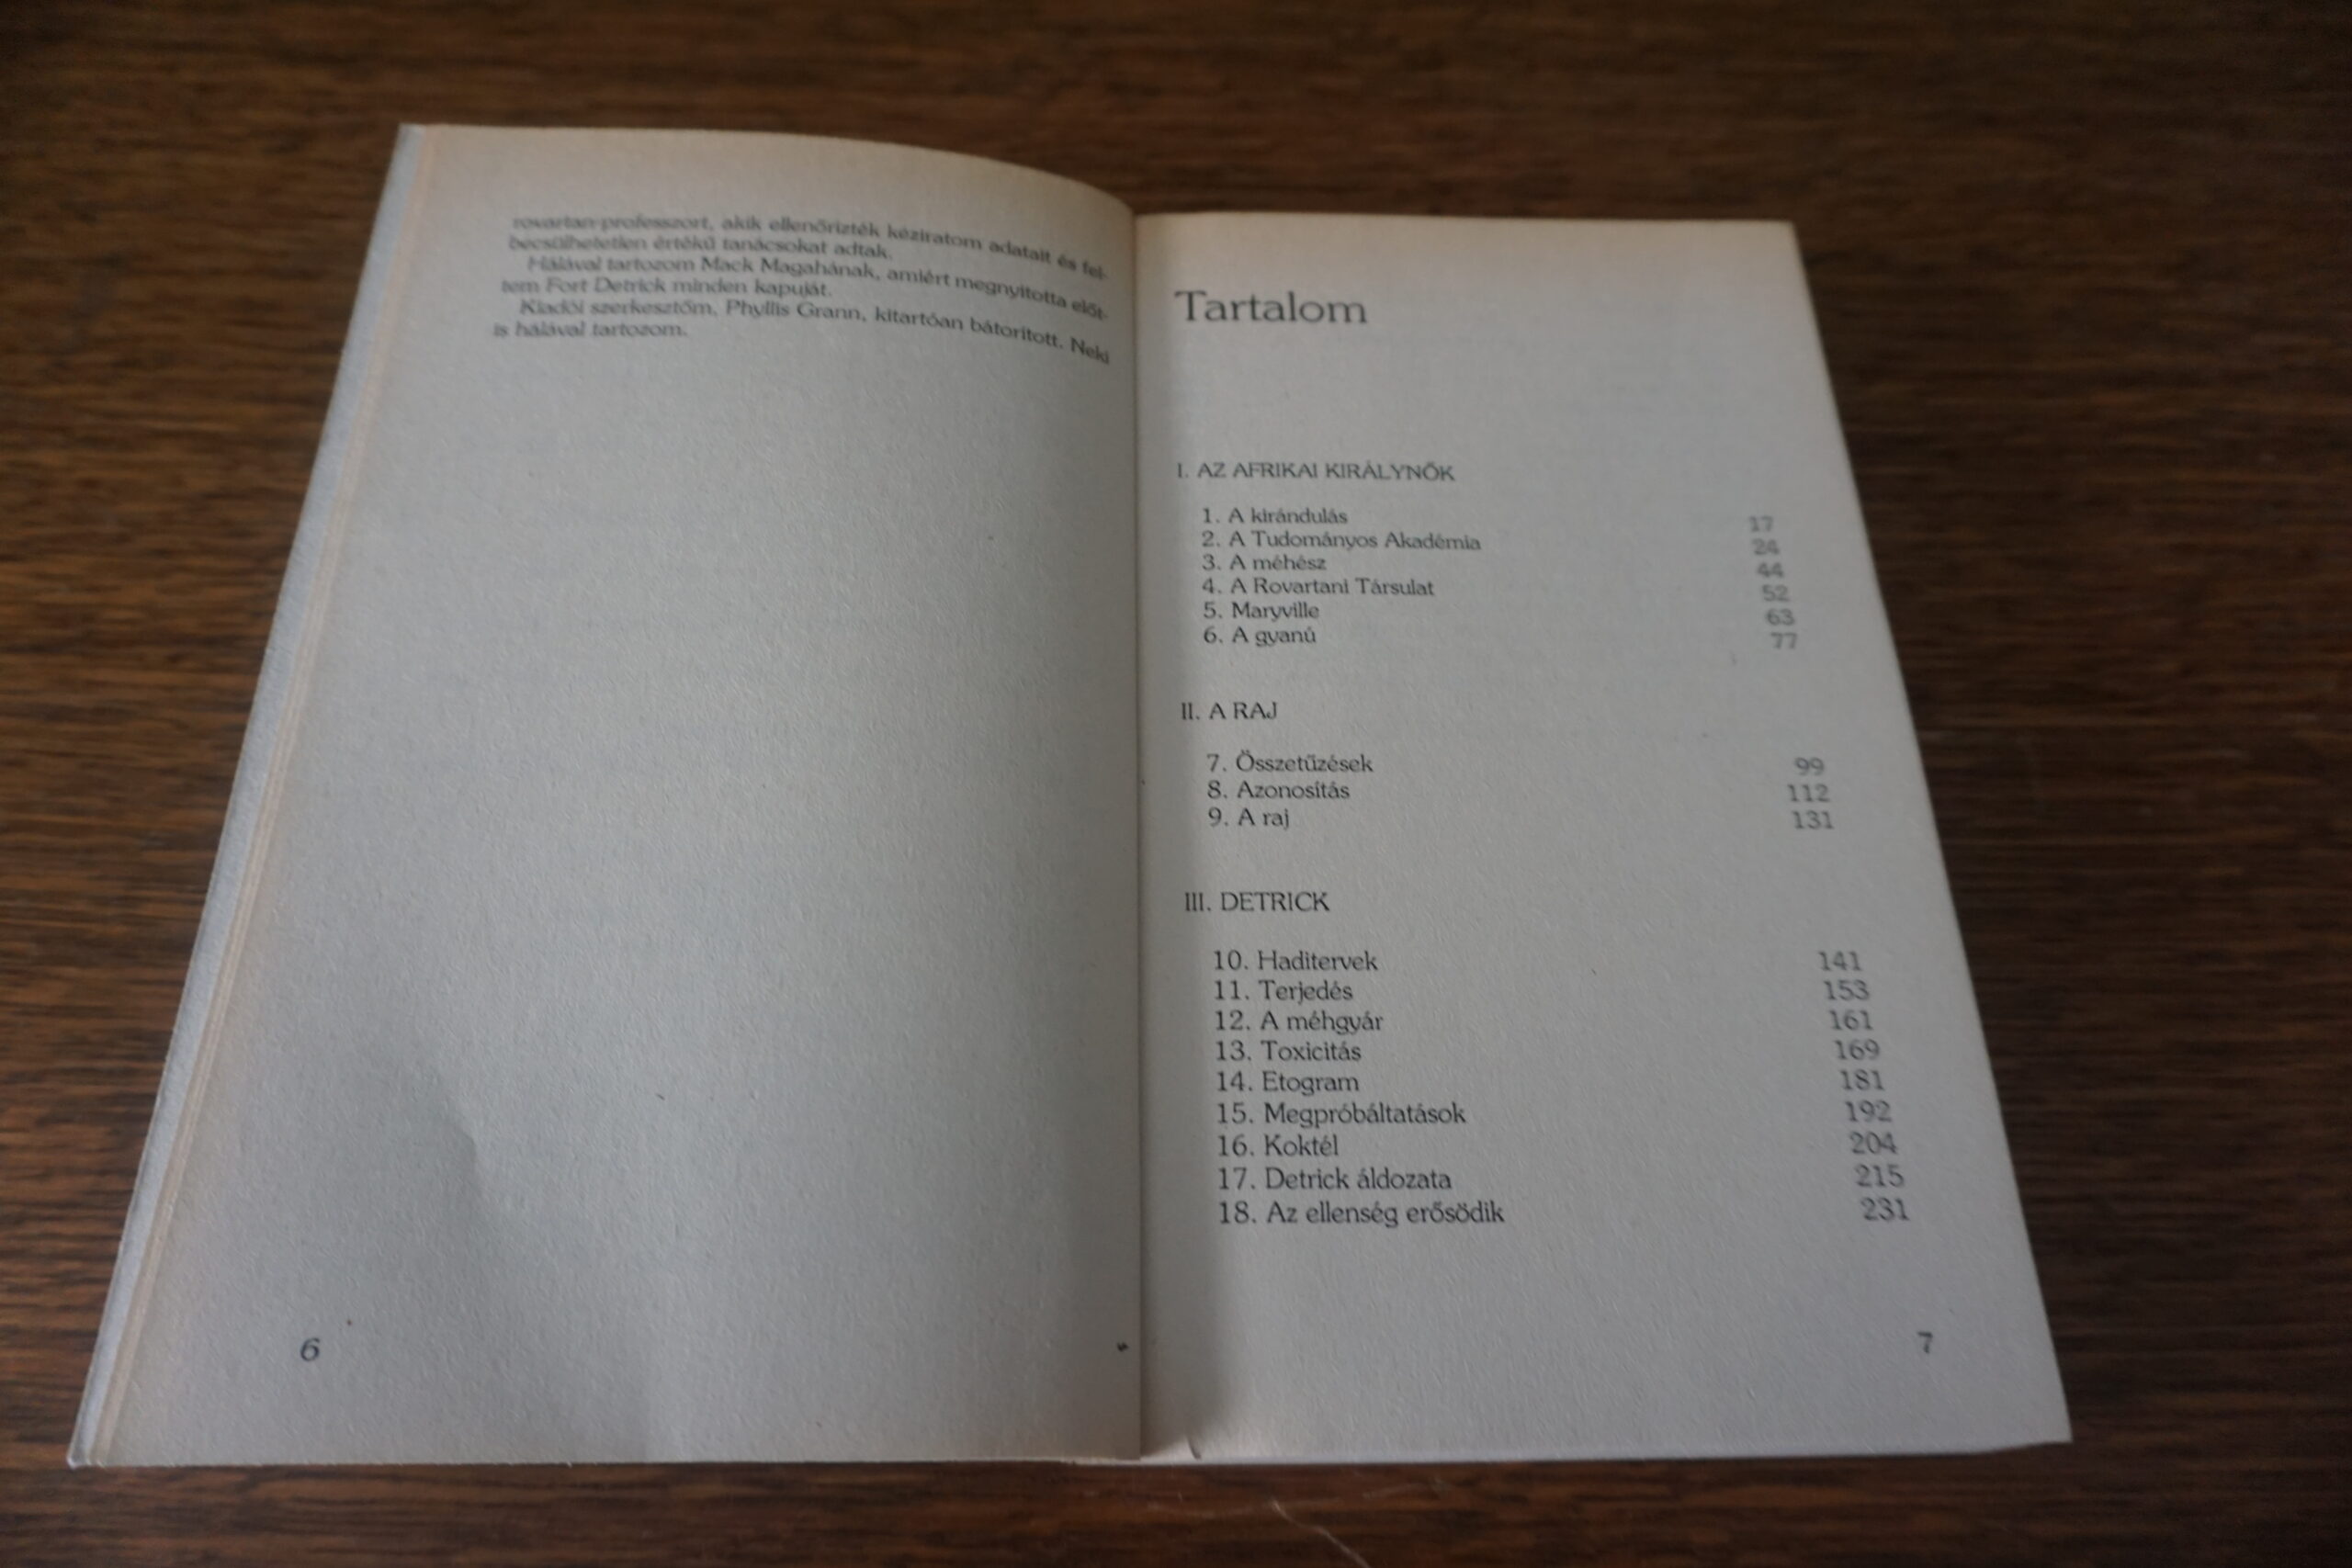 rovartan-professzort, akik ellenőrizték kéziratom adatait és fel-
becsülhetetlen értékű tanácsokat adtak.
Hálával tartozom Mack Magahának, amiért megnyitotta előt-
tem Fort Detrick minden kapuját.
Kiadói szerkesztőm, Phyllis Grann, kitartóan bátorított. Neki
is hálával tartozom.
6
Tartalom
I. AZ AFRIKAI KIRÁLYNŐK
1. A kirándulás 17
2. A Tudományos Akadémia 24
3. A méhész 44
4. A Rovartani Társulat 52
5. Maryville 63
6. A gyanú 77
II. A RAJ
7. Összetűzések 99
8. Azonosítás 112
9. A raj 131
III. DETRICK
10. Haditervek 141
11. Terjedés 153
12. A méhgyár 161
13. Toxicitás 169
14. Etogram 181
15. Megpróbáltatások 192
16. Koktél 204
17. Detrick áldozata 215
18. Az ellenség erősödik 231
7